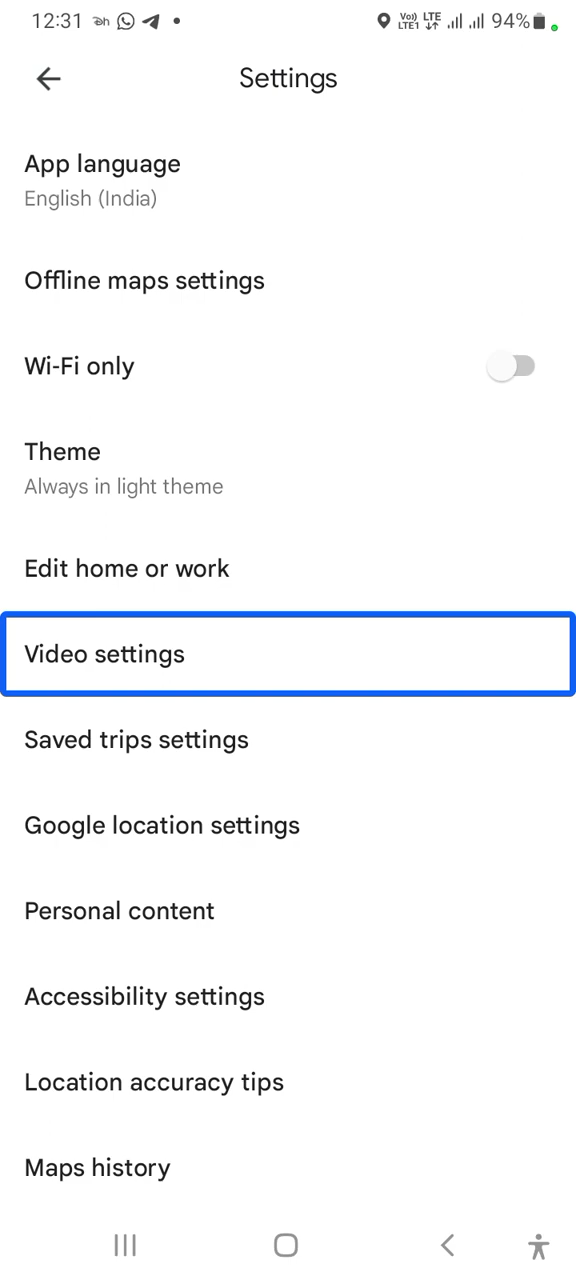 12:31 94%
Settings
App language
English (India)
Offline maps settings
Wi-Fi only
Theme
Always in light theme
Edit home or work
Video settings
Saved trips settings
Google location settings
Personal content
Accessibility settings
Location accuracy tips
Maps history